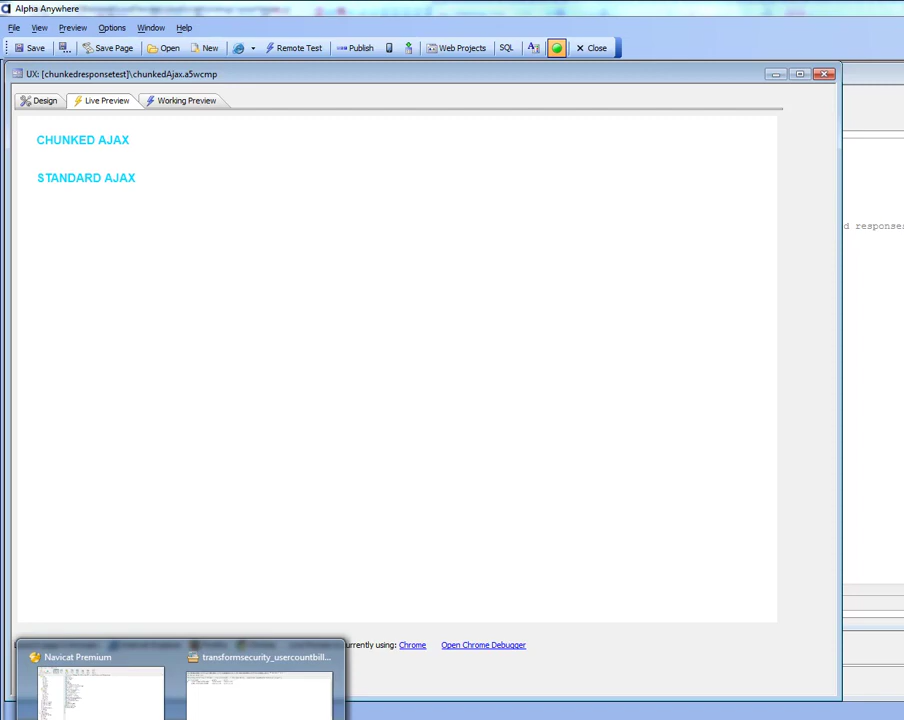 Alpha Anywhere
File View Preview Options Window Help
Save Save Page Open New Remote Test Publish Web Projects SQL A Close
UX: [chunkedresponsetest]\chunkedAjax.a5wcmp
Design Live Preview Working Preview
CHUNKED AJAX
STANDARD AJAX
d responses
urrently using: Chrome Open Chrome Debugger
Navicat Premium transformsecurity_usercountbill...